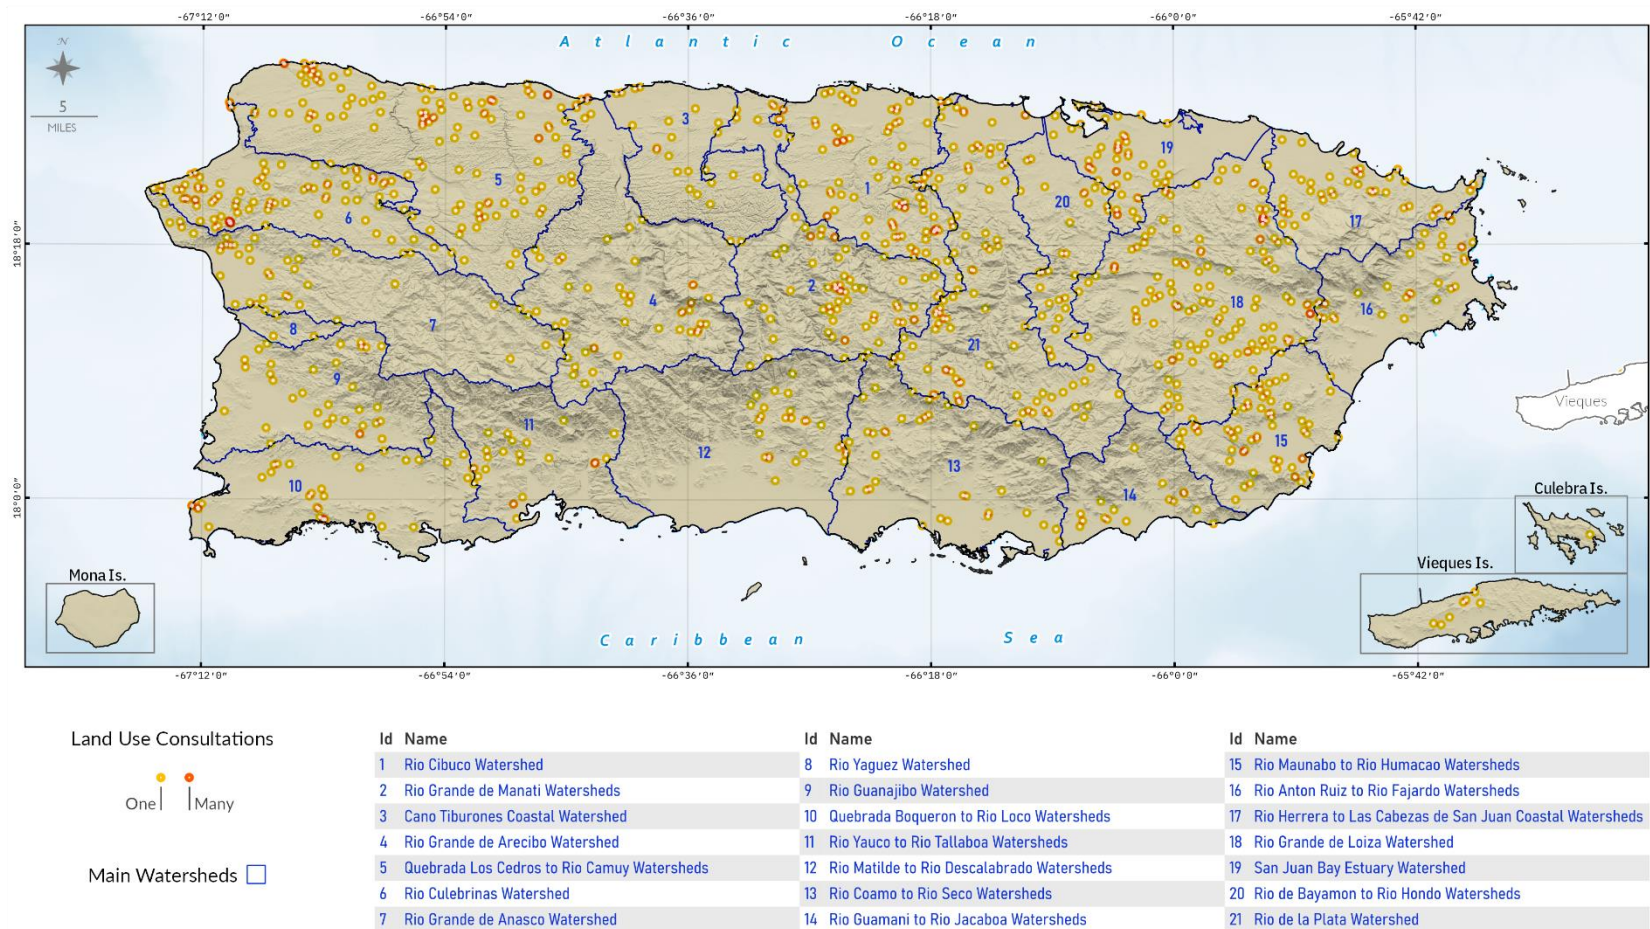 -67°12'0" -66°54'0" -66°36'0" -66°18'0" -66°0'0" -65°42'0"
Atlantic Ocean
N
5
MILES
18°18'0"
18°0'0"
3
19
5
1
6
20
17
2
4
18
16
7
8
21
9
11
12
15
13
10
14
Vieques
Culebra Is.
Vieques Is.
Mona Is.
Caribbean Sea
-67°12'0" -66°54'0" -66°36'0" -66°18'0" -66°0'0" -65°42'0"
Land Use Consultations
One Many
Main Watersheds
Id Name
1 Rio Cibuco Watershed
2 Rio Grande de Manati Watersheds
3 Cano Tiburones Coastal Watershed
4 Rio Grande de Arecibo Watershed
5 Quebrada Los Cedros to Rio Camuy Watersheds
6 Rio Culebrinas Watershed
7 Rio Grande de Anasco Watershed
Id Name
8 Rio Yaguez Watershed
9 Rio Guanajibo Watershed
10 Quebrada Boqueron to Rio Loco Watersheds
11 Rio Yauco to Rio Tallaboa Watersheds
12 Rio Matilde to Rio Descalabrado Watersheds
13 Rio Coamo to Rio Seco Watersheds
14 Rio Guamani to Rio Jacaboa Watersheds
Id Name
15 Rio Maunabo to Rio Humacao Watersheds
16 Rio Anton Ruiz to Rio Fajardo Watersheds
17 Rio Herrera to Las Cabezas de San Juan Coastal Watersheds
18 Rio Grande de Loiza Watershed
19 San Juan Bay Estuary Watershed
20 Rio de Bayamon to Rio Hondo Watersheds
21 Rio de la Plata Watershed